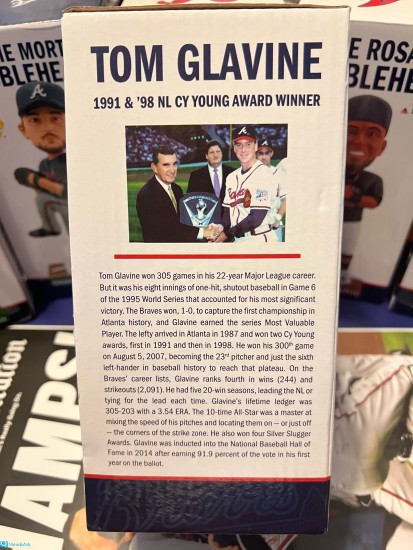 TOM GLAVINE
1991 & '98 NL CY YOUNG AWARD WINNER
Tom Glavine won 305 games in his 22-year Major League career.
But it was his eight innings of one-hit, shutout baseball in Game 6
of the 1995 World Series that accounted for his most significant
victory. The Braves won, 1-0, to capture the first championship in
Atlanta history, and Glavine earned the series Most Valuable
Player. The lefty arrived in Atlanta in 1987 and won two Cy Young
awards, first in 1991 and then in 1998. He won his 300th game
on August 5, 2007, becoming the 23rd pitcher and just the sixth
left-hander in baseball history to reach that plateau. On the
Braves' career lists, Glavine ranks fourth in wins (244) and
strikeouts (2,091). He had five 20-win seasons, leading the NL or
tying for the lead each time. Glavine's lifetime ledger was
305-203 with a 3.54 ERA. The 10-time All-Star was a master at
mixing the speed of his pitches and locating them — or just off
— the corners of the strike zone. He also won four Silver Slugger
Awards. Glavine was inducted into the National Baseball Hall of
Fame in 2014 after earning 91.9 percent of the vote in his first
year on the ballot.
HE MORT
BLEHE
E ROSA
BLEHE
AMPS!